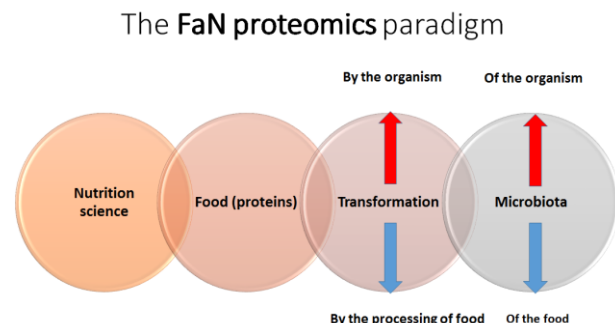 The FaN proteomics paradigm
By the organism
Of the organism
Nutrition
science
Food (proteins)
Transformation
Microbiota
By the processing of food
Of the food